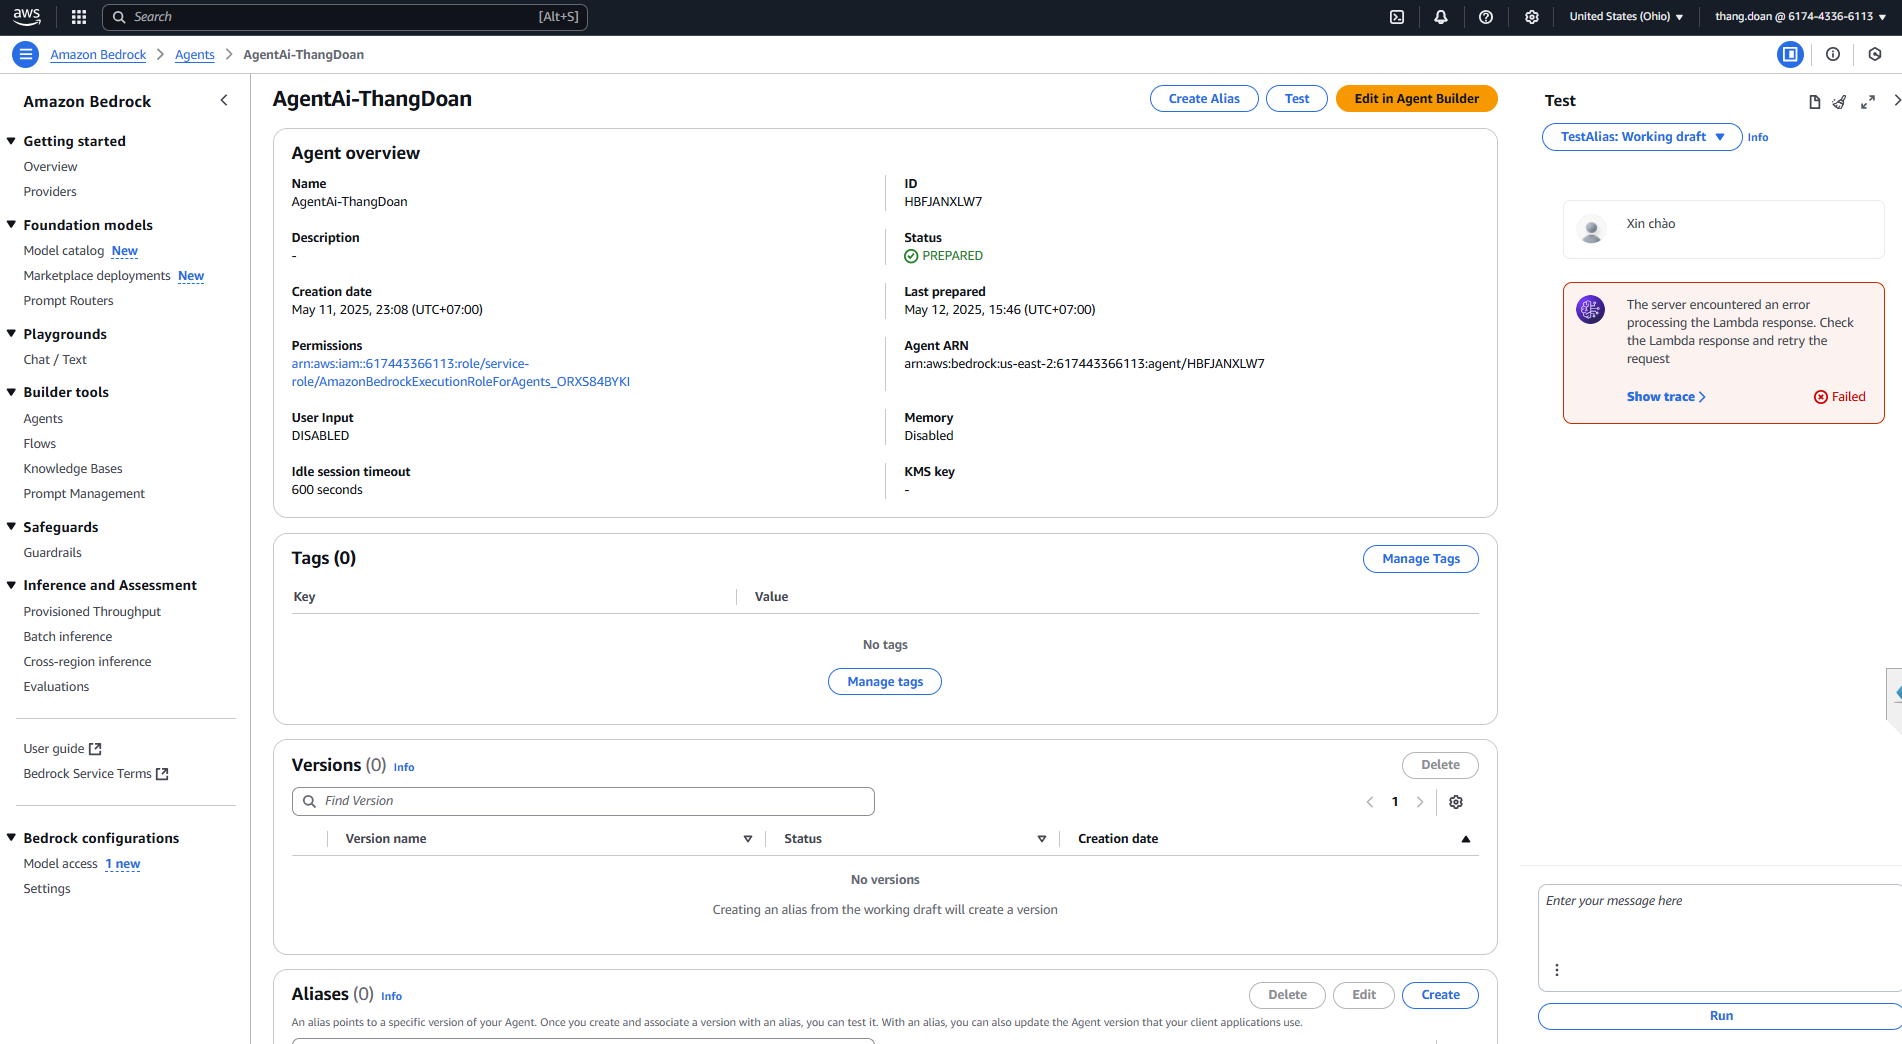 aws
Search
[Alt+S]
United States (Ohio)
thang.doan @ 6174-4336-6113
Amazon Bedrock
Agents
AgentAi-ThangDoan
Amazon Bedrock
Getting started
Overview
Providers
Foundation models
Model catalog New
Marketplace deployments New
Prompt Routers
Playgrounds
Chat / Text
Builder tools
Agents
Flows
Knowledge Bases
Prompt Management
Safeguards
Guardrails
Inference and Assessment
Provisioned Throughput
Batch inference
Cross-region inference
Evaluations
User guide
Bedrock Service Terms
Bedrock configurations
Model access 1 new
Settings
AgentAi-ThangDoan
Create Alias
Test
Edit in Agent Builder
Agent overview
Name
AgentAi-ThangDoan
ID
HBFJANXLW7
Description
-
Status
PREPARED
Creation date
May 11, 2025, 23:08 (UTC+07:00)
Last prepared
May 12, 2025, 15:46 (UTC+07:00)
Permissions
arn:aws:iam::617443366113:role/service-
role/AmazonBedrockExecutionRoleForAgents_ORXS84BYKI
Agent ARN
arn:aws:bedrock:us-east-2:617443366113:agent/HBFJANXLW7
User Input
DISABLED
Memory
Disabled
Idle session timeout
600 seconds
KMS key
-
Tags (0)
Manage Tags
Key
Value
No tags
Manage tags
Versions (0) Info
Delete
Find Version
1
Version name
Status
Creation date
No versions
Creating an alias from the working draft will create a version
Aliases (0) Info
Delete
Edit
Create
An alias points to a specific version of your Agent. Once you create and associate a version with an alias, you can test it. With an alias, you can also update the Agent version that your client applications use.
Test
TestAlias: Working draft
Info
Xin chào
The server encountered an error
processing the Lambda response. Check
the Lambda response and retry the
request
Show trace
Failed
Enter your message here
Run